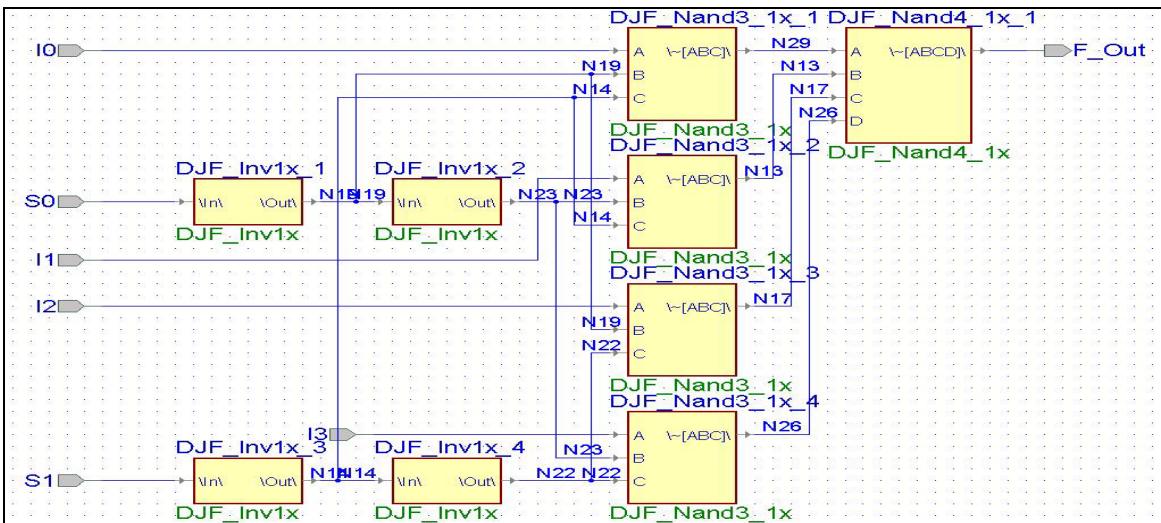 DJF_Nand3_1x_1 DJF_Nand4_1x_1
I0 A \~[ABC]\ N29 A \~[ABCD]\ F_Out
N19 B N13 B
N14 C N17 C
N26 D
DJF_Nand3_1x
DJF_Nand3_1x_2 DJF_Nand4_1x
DJF_Inv1x_1 DJF_Inv1x_2 A \~[ABC]\ N13
S0 \In\ \Out\ N19 N19 \In\ \Out\ N23 N23 B
N14 C
DJF_Inv1x DJF_Inv1x
DJF_Nand3_1x
I1
DJF_Nand3_1x_3
I2 A \~[ABC]\ N17
N19 B
N22 C
DJF_Nand3_1x
DJF_Nand3_1x_4
I3 A \~[ABC]\ N26
DJF_Inv1x_3 DJF_Inv1x_4 N23 B
S1 \In\ \Out\ N14 N14 \In\ \Out\ N22 N22 C
DJF_Inv1x DJF_Inv1x DJF_Nand3_1x